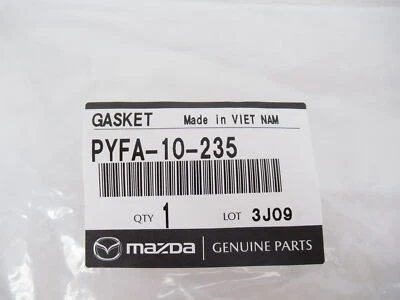 GASKET Made in VIET NAM
PYFA-10-235
QTY 1 LOT 3J09
mazda GENUINE PARTS